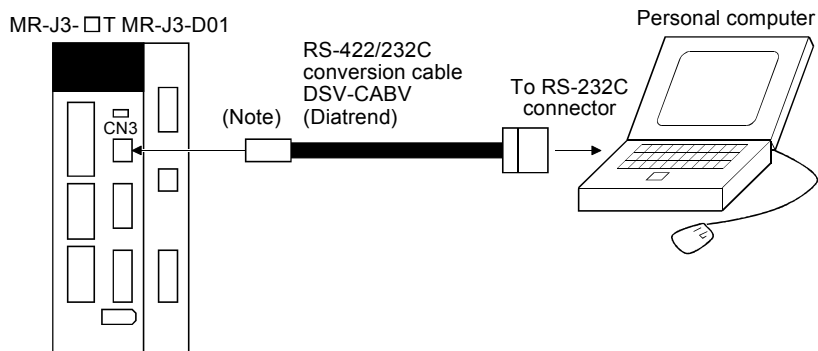 MR-J3-□T MR-J3-D01
CN3
(Note)
RS-422/232C
conversion cable
DSV-CABV
(Diatrend)
To RS-232C
connector
Personal computer